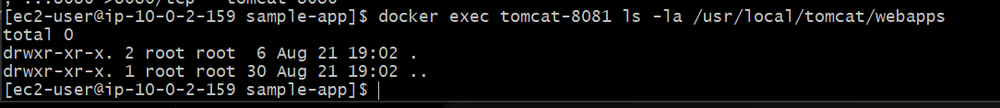 [ec2-user@ip-10-0-2-159 sample-app]$ docker exec tomcat-8081 ls -la /usr/local/tomcat/webapps
total 0
drwxr-xr-x. 2 root root  6 Aug 21 19:02 .
drwxr-xr-x. 1 root root 30 Aug 21 19:02 ..
[ec2-user@ip-10-0-2-159 sample-app]$